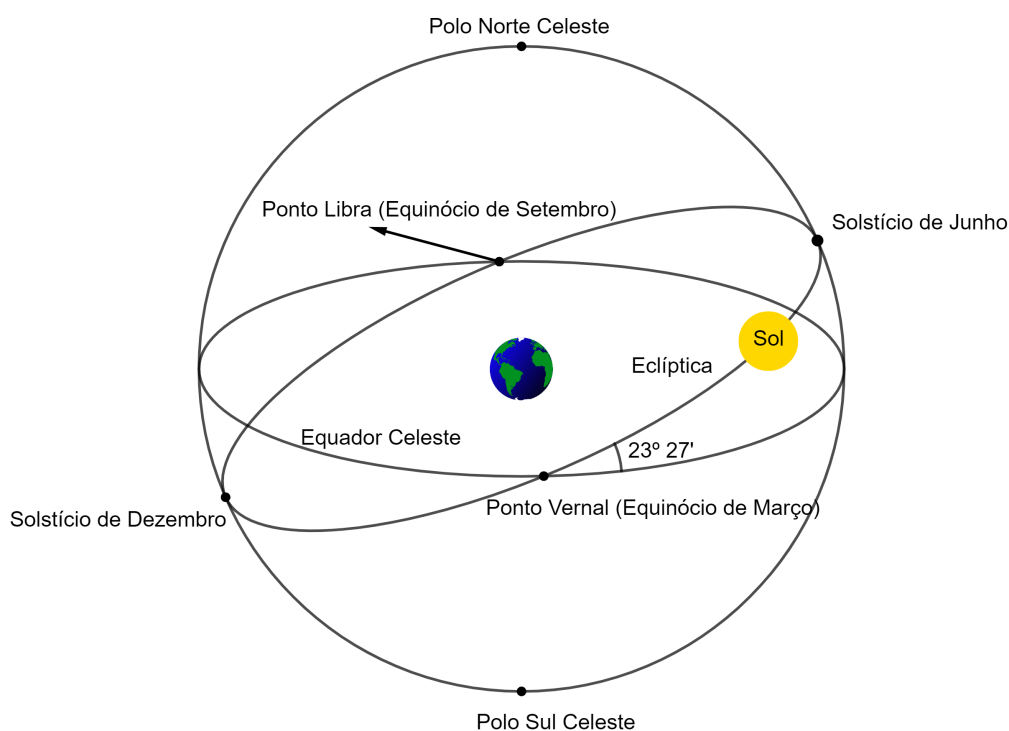 Polo Norte Celeste
Ponto Libra (Equinócio de Setembro)
Solstício de Junho
Sol
Eclíptica
Equador Celeste
23º 27'
Ponto Vernal (Equinócio de Março)
Solstício de Dezembro
Polo Sul Celeste